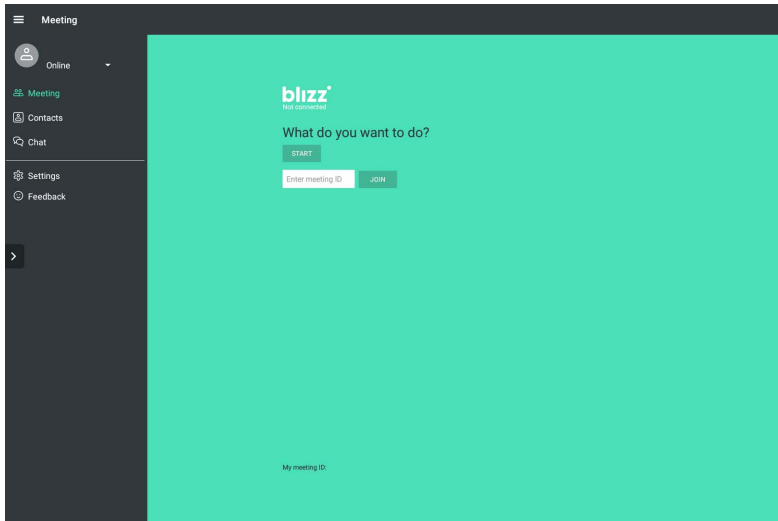 Meeting
Online
Meeting
Contacts
Chat
Settings
Feedback
blizz
Not connected
What do you want to do?
START
Enter meeting ID
JOIN
My meeting ID: